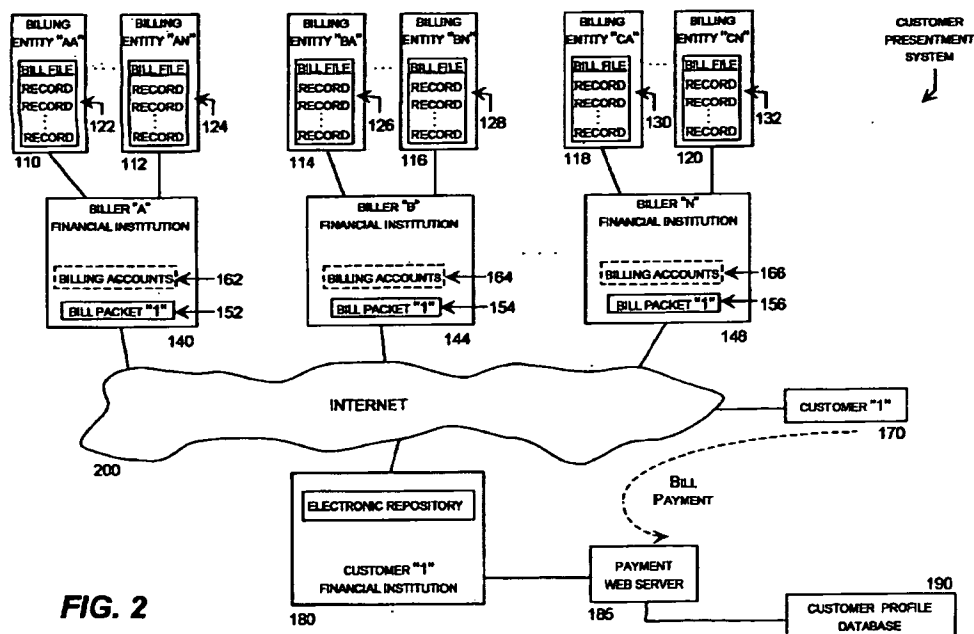 BILLING
ENTITY "AA"
BILL FILE
RECORD
RECORD
RECORD
122
110
BILLING
ENTITY "AN"
BILL FILE
RECORD
RECORD
RECORD
124
112
BILLING
ENTITY "BA"
BILL FILE
RECORD
RECORD
RECORD
126
114
BILLING
ENTITY "BN"
BILL FILE
RECORD
RECORD
RECORD
128
116
BILLING
ENTITY "CA"
BILL FILE
RECORD
RECORD
RECORD
130
118
BILLING
ENTITY "CN"
BILL FILE
RECORD
RECORD
RECORD
132
120
CUSTOMER
PRESENTMENT
SYSTEM
BILLER "A"
FINANCIAL INSTITUTION
BILLING ACCOUNTS
162
BILL PACKET "1"
152
140
BILLER "B"
FINANCIAL INSTITUTION
BILLING ACCOUNTS
164
BILL PACKET "1"
154
144
BILLER "N"
FINANCIAL INSTITUTION
BILLING ACCOUNTS
166
BILL PACKET "1"
156
148
INTERNET
200
CUSTOMER "1"
170
BILL
PAYMENT
ELECTRONIC REPOSITORY
CUSTOMER "1"
FINANCIAL INSTITUTION
180
PAYMENT
WEB SERVER
186
190
CUSTOMER PROFILE
DATABASE
FIG. 2